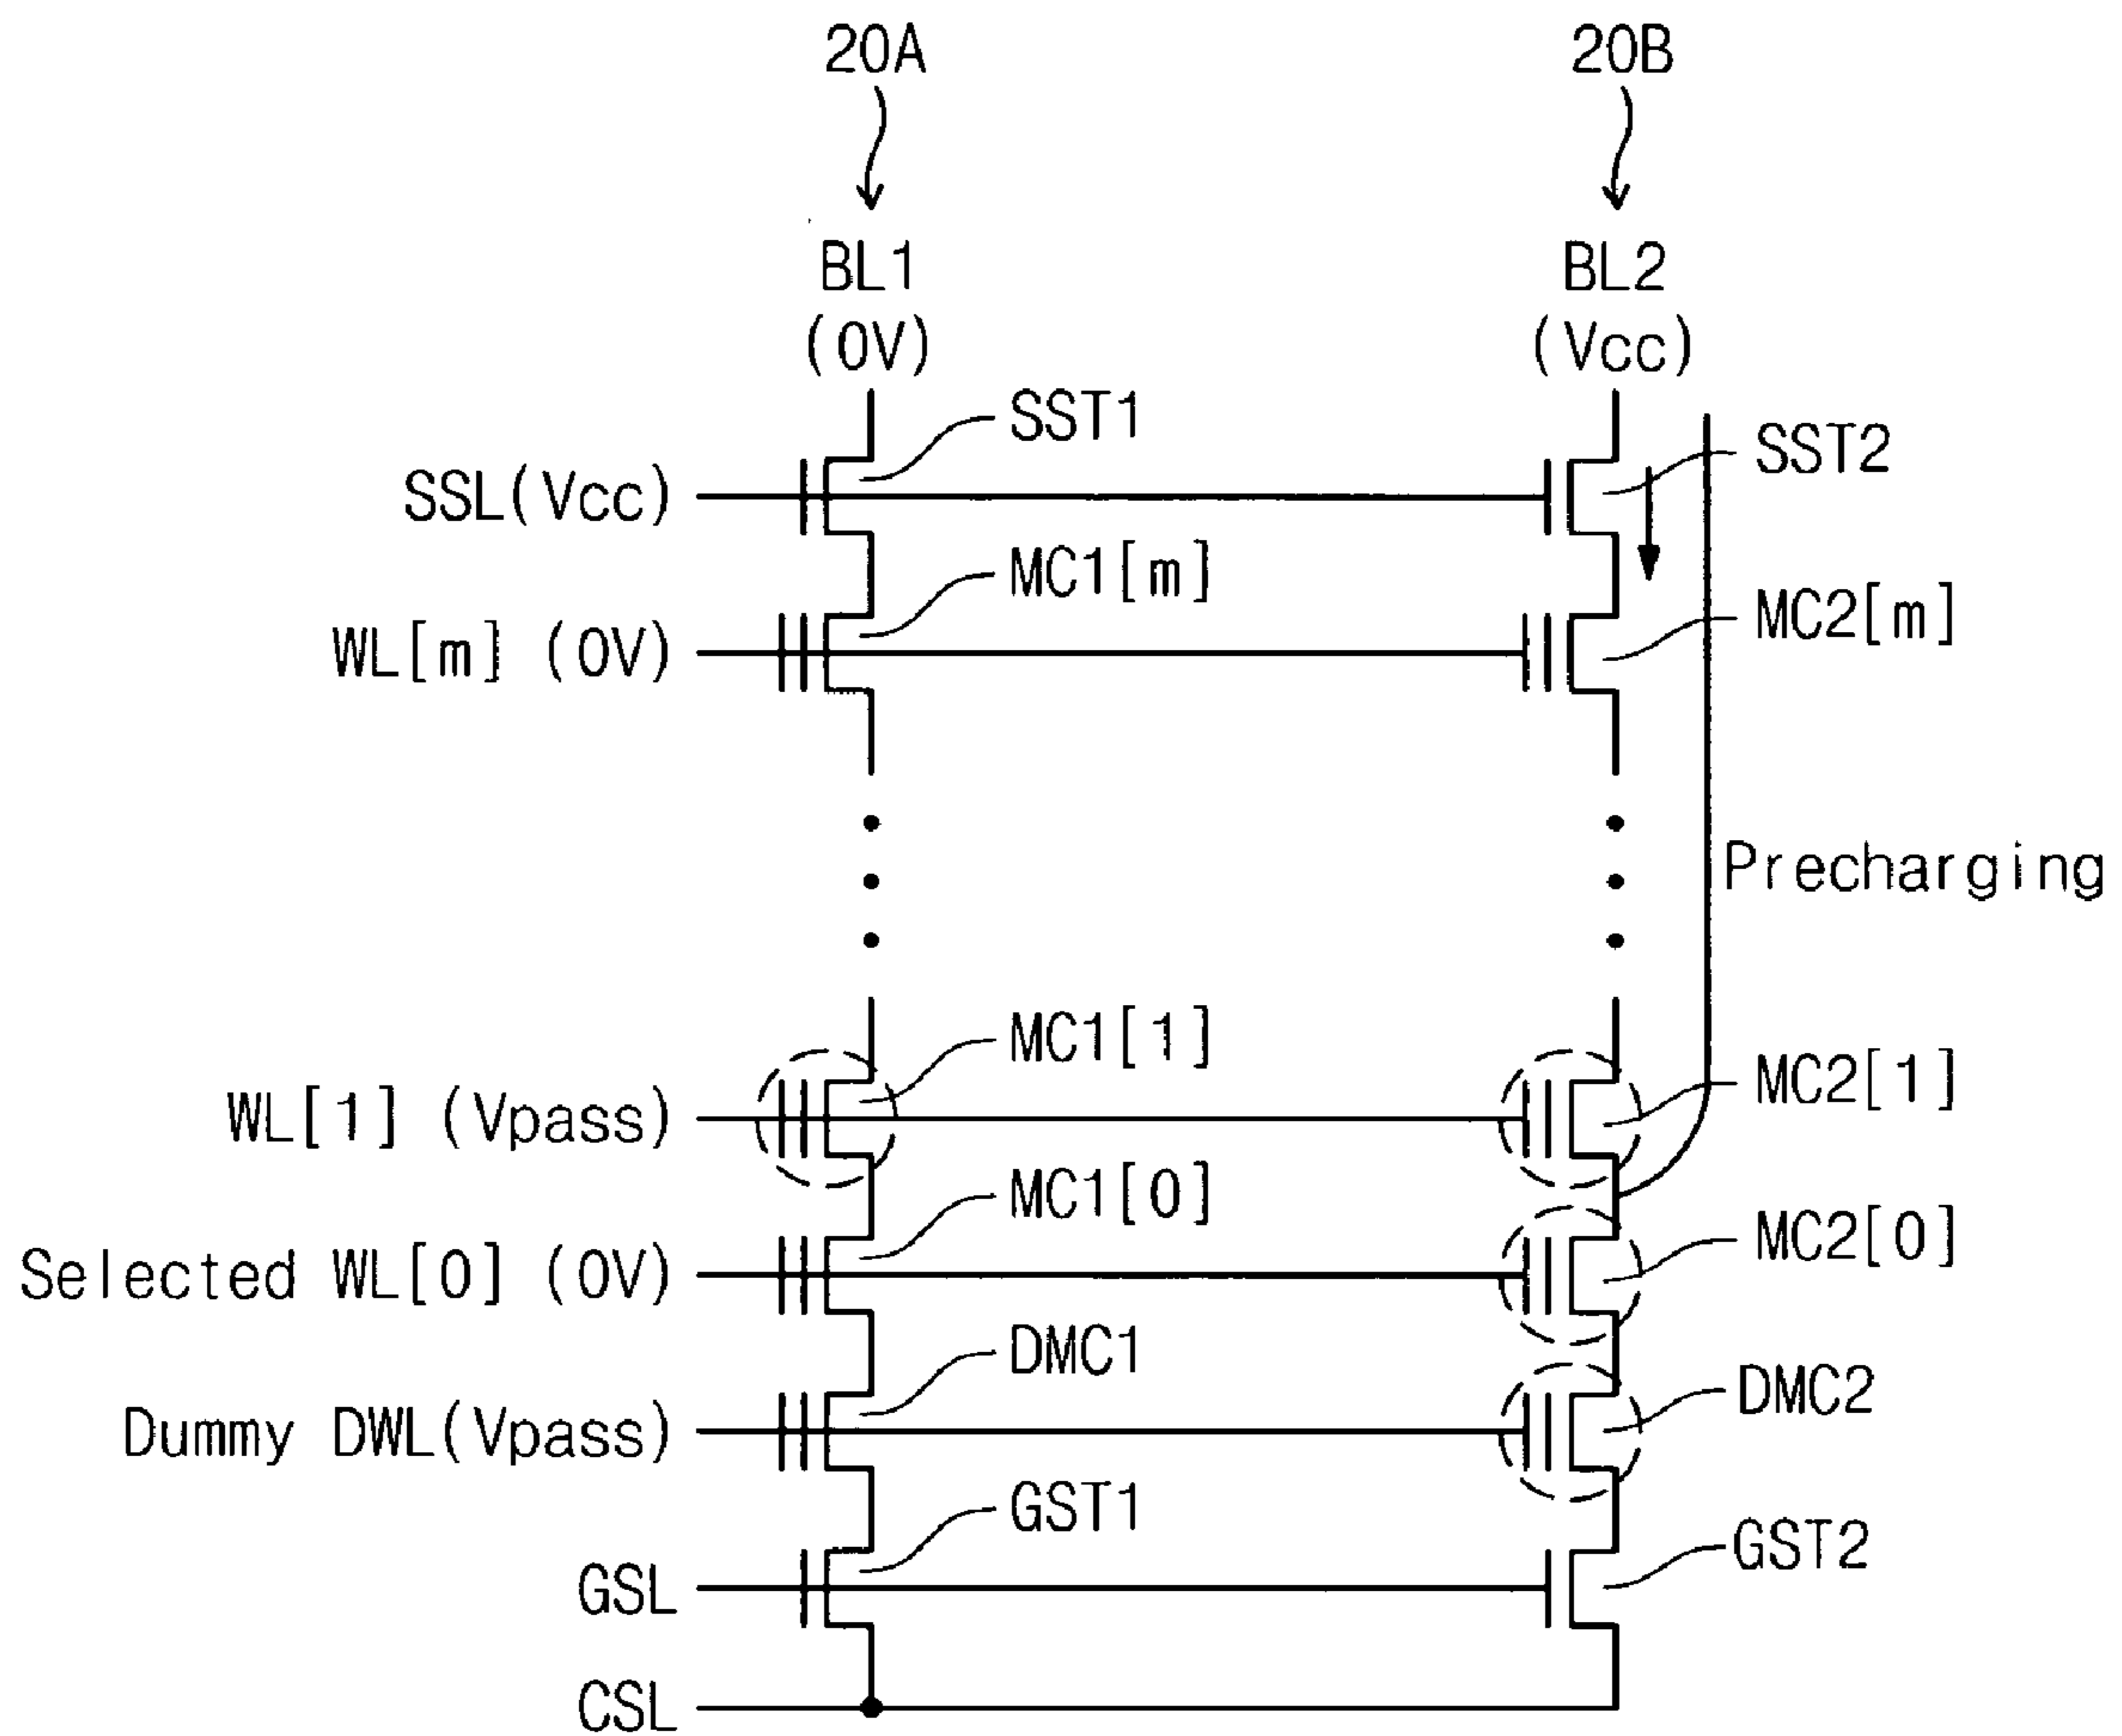 20A
20B
BL1
(0V)
BL2
(Vcc)
SST1
SST2
SSL(Vcc)
MC1[m]
MC2[m]
WL[m] (0V)
Precharging
MC1[1]
MC2[1]
WL[1] (Vpass)
MC1[0]
MC2[0]
Selected WL[0] (0V)
DMC1
DMC2
Dummy DWL(Vpass)
GST1
GST2
GSL
CSL